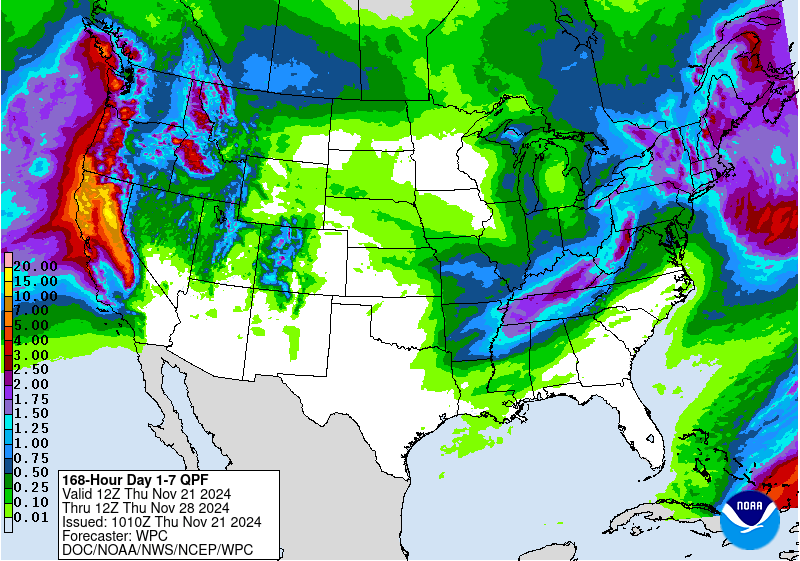 20.00
15.00
10.00
7.00
5.00
4.00
3.00
2.50
2.00
1.75
1.50
1.25
1.00
0.75
0.50
0.25
0.10
0.01
168-Hour Day 1-7 QPF
Valid 12Z Thu Nov 21 2024
Thru 12Z Thu Nov 28 2024
Issued: 1010Z Thu Nov 21 2024
Forecaster: WPC
DOC/NOAA/NWS/NCEP/WPC
NOAA